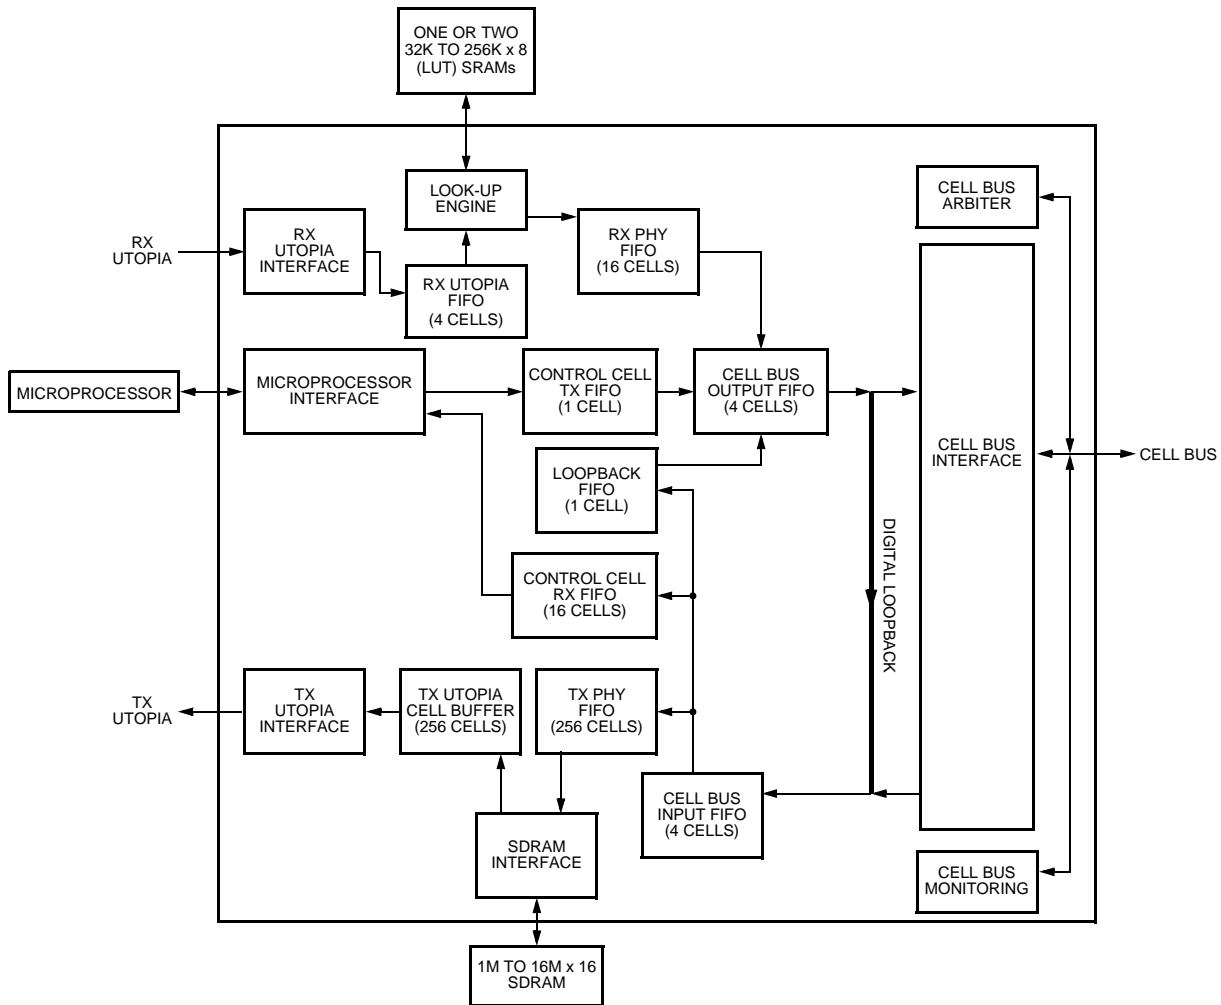 ONE OR TWO
32K TO 256K x 8
(LUT) SRAMs
LOOK-UP
ENGINE
CELL BUS
ARBITER
RX
UTOPIA
RX
UTOPIA
INTERFACE
RX PHY
FIFO
(16 CELLS)
RX UTOPIA
FIFO
(4 CELLS)
MICROPROCESSOR
MICROPROCESSOR
INTERFACE
CONTROL CELL
TX FIFO
(1 CELL)
CELL BUS
OUTPUT FIFO
(4 CELLS)
CELL BUS
INTERFACE
CELL BUS
LOOPBACK
FIFO
(1 CELL)
DIGITAL LOOPBACK
CONTROL CELL
RX FIFO
(16 CELLS)
TX
UTOPIA
TX
UTOPIA
INTERFACE
TX UTOPIA
CELL BUFFER
(256 CELLS)
TX PHY
FIFO
(256 CELLS)
CELL BUS
INPUT FIFO
(4 CELLS)
SDRAM
INTERFACE
CELL BUS
MONITORING
1M TO 16M x 16
SDRAM